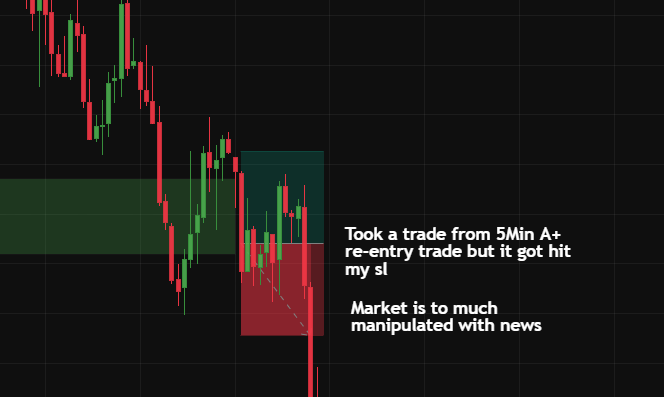 Took a trade from 5Min A+
re-entry trade but it got hit
my sl
Market is to much
manipulated with news